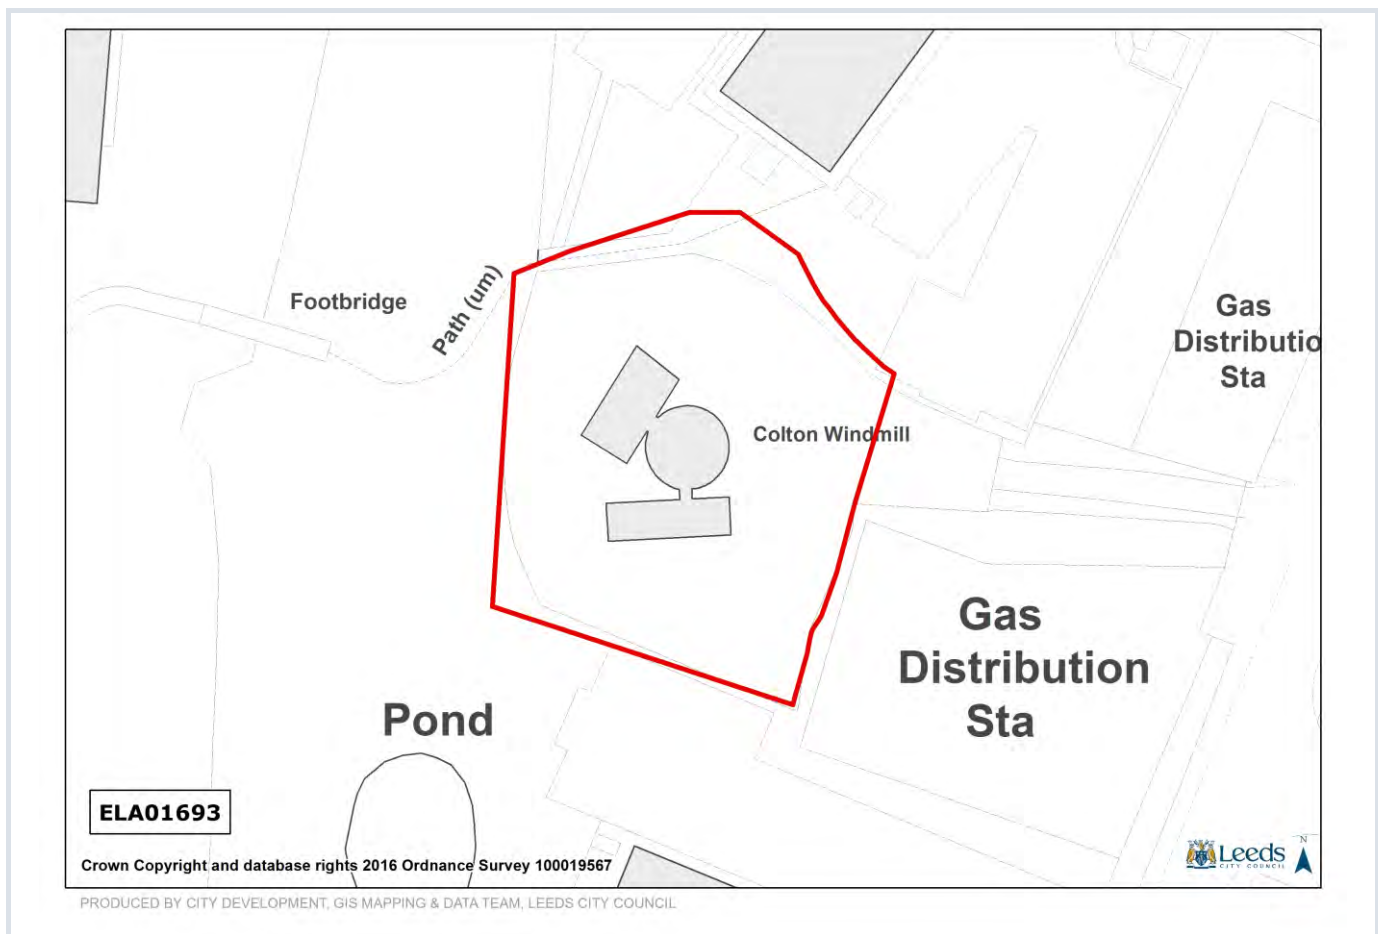 Footbridge
Path (um)
Gas
Distributio
Sta
Colton Windmill
Gas
Distribution
Sta
Pond
ELA01693
Crown Copyright and database rights 2016 Ordnance Survey 100019567
Leeds
CITY COUNCIL
N
PRODUCED BY CITY DEVELOPMENT, GIS MAPPING & DATA TEAM, LEEDS CITY COUNCIL